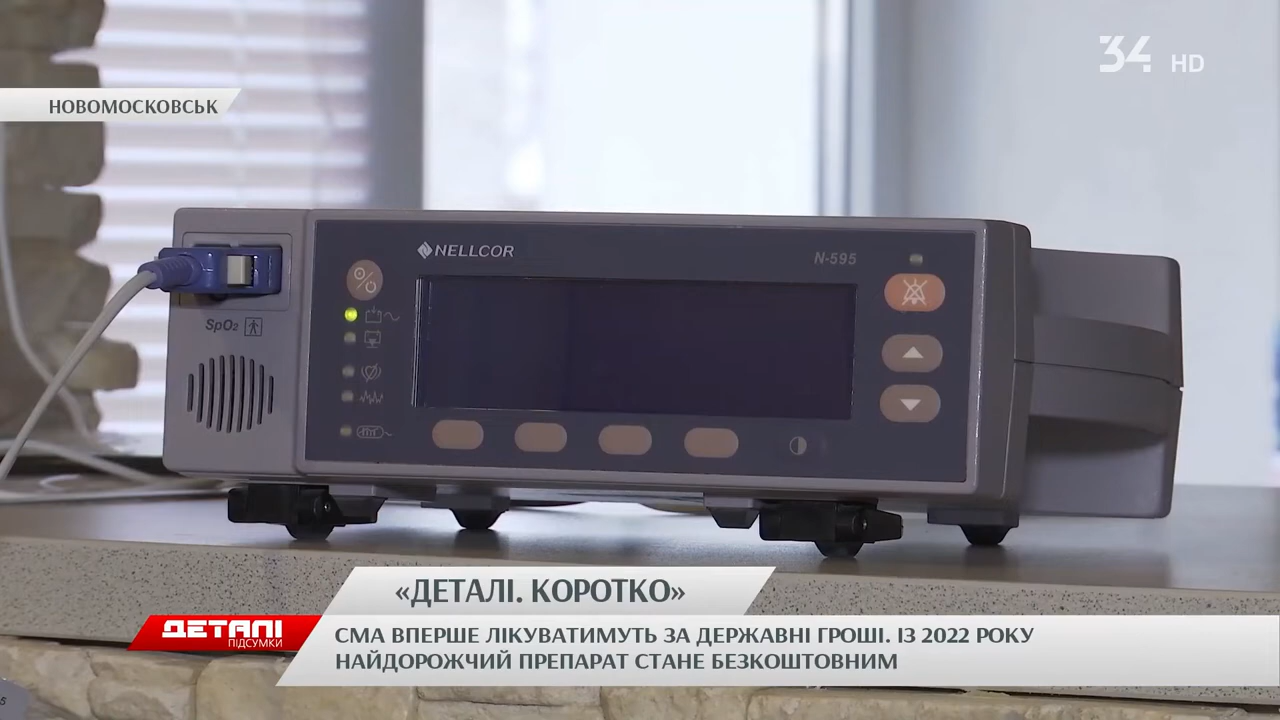 34 HD
НОВОМОСКОВСЬК
NELLCOR
N-595
SpO2
«ДЕТАЛІ. КОРОТКО»
ДЕТАЛІ
ПІДСУМКИ
СМА ВПЕРШЕ ЛІКУВАТИМУТЬ ЗА ДЕРЖАВНІ ГРОШІ. ІЗ 2022 РОКУ
НАЙДОРОЖЧИЙ ПРЕПАРАТ СТАНЕ БЕЗКОШТОВНИМ